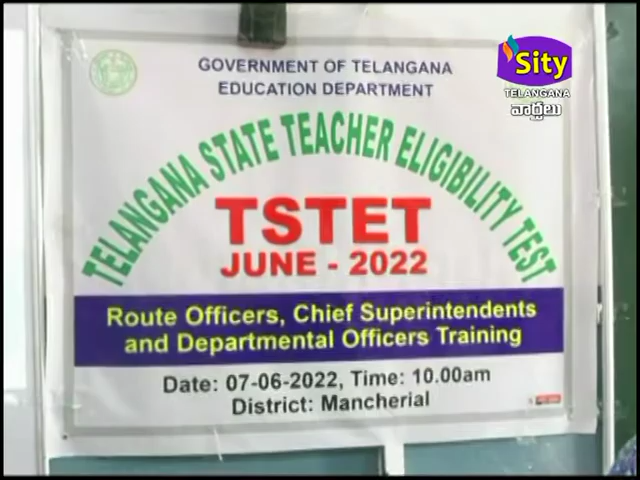 Sity
TELANGANA
వార్తలు
GOVERNMENT OF TELANGANA
EDUCATION DEPARTMENT
TELANGANA STATE TEACHER ELIGIBILITY TEST
TSTET
JUNE - 2022
Route Officers, Chief Superintendents
and Departmental Officers Training
Date: 07-06-2022, Time: 10.00am
District: Mancherial